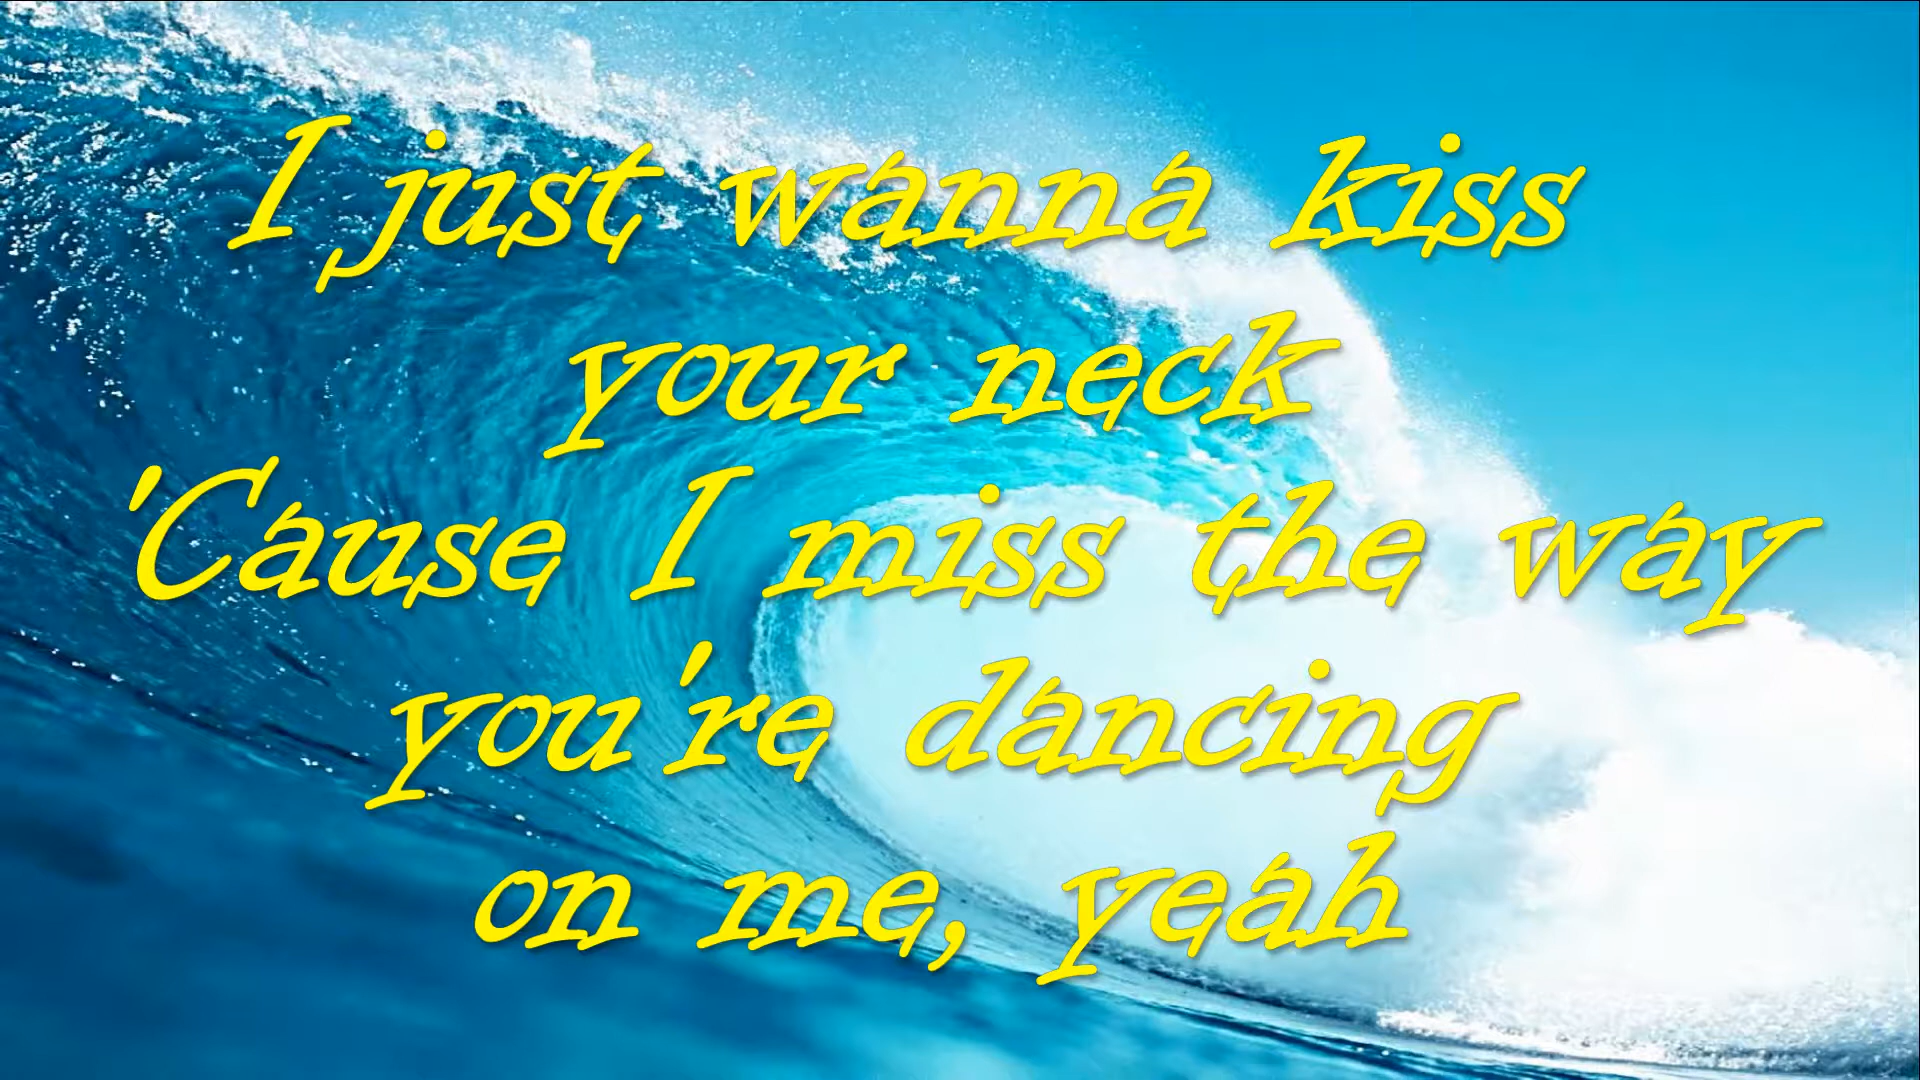 I just wanna kiss
your neck
'Cause I miss the way
you're dancing
on me, yeah